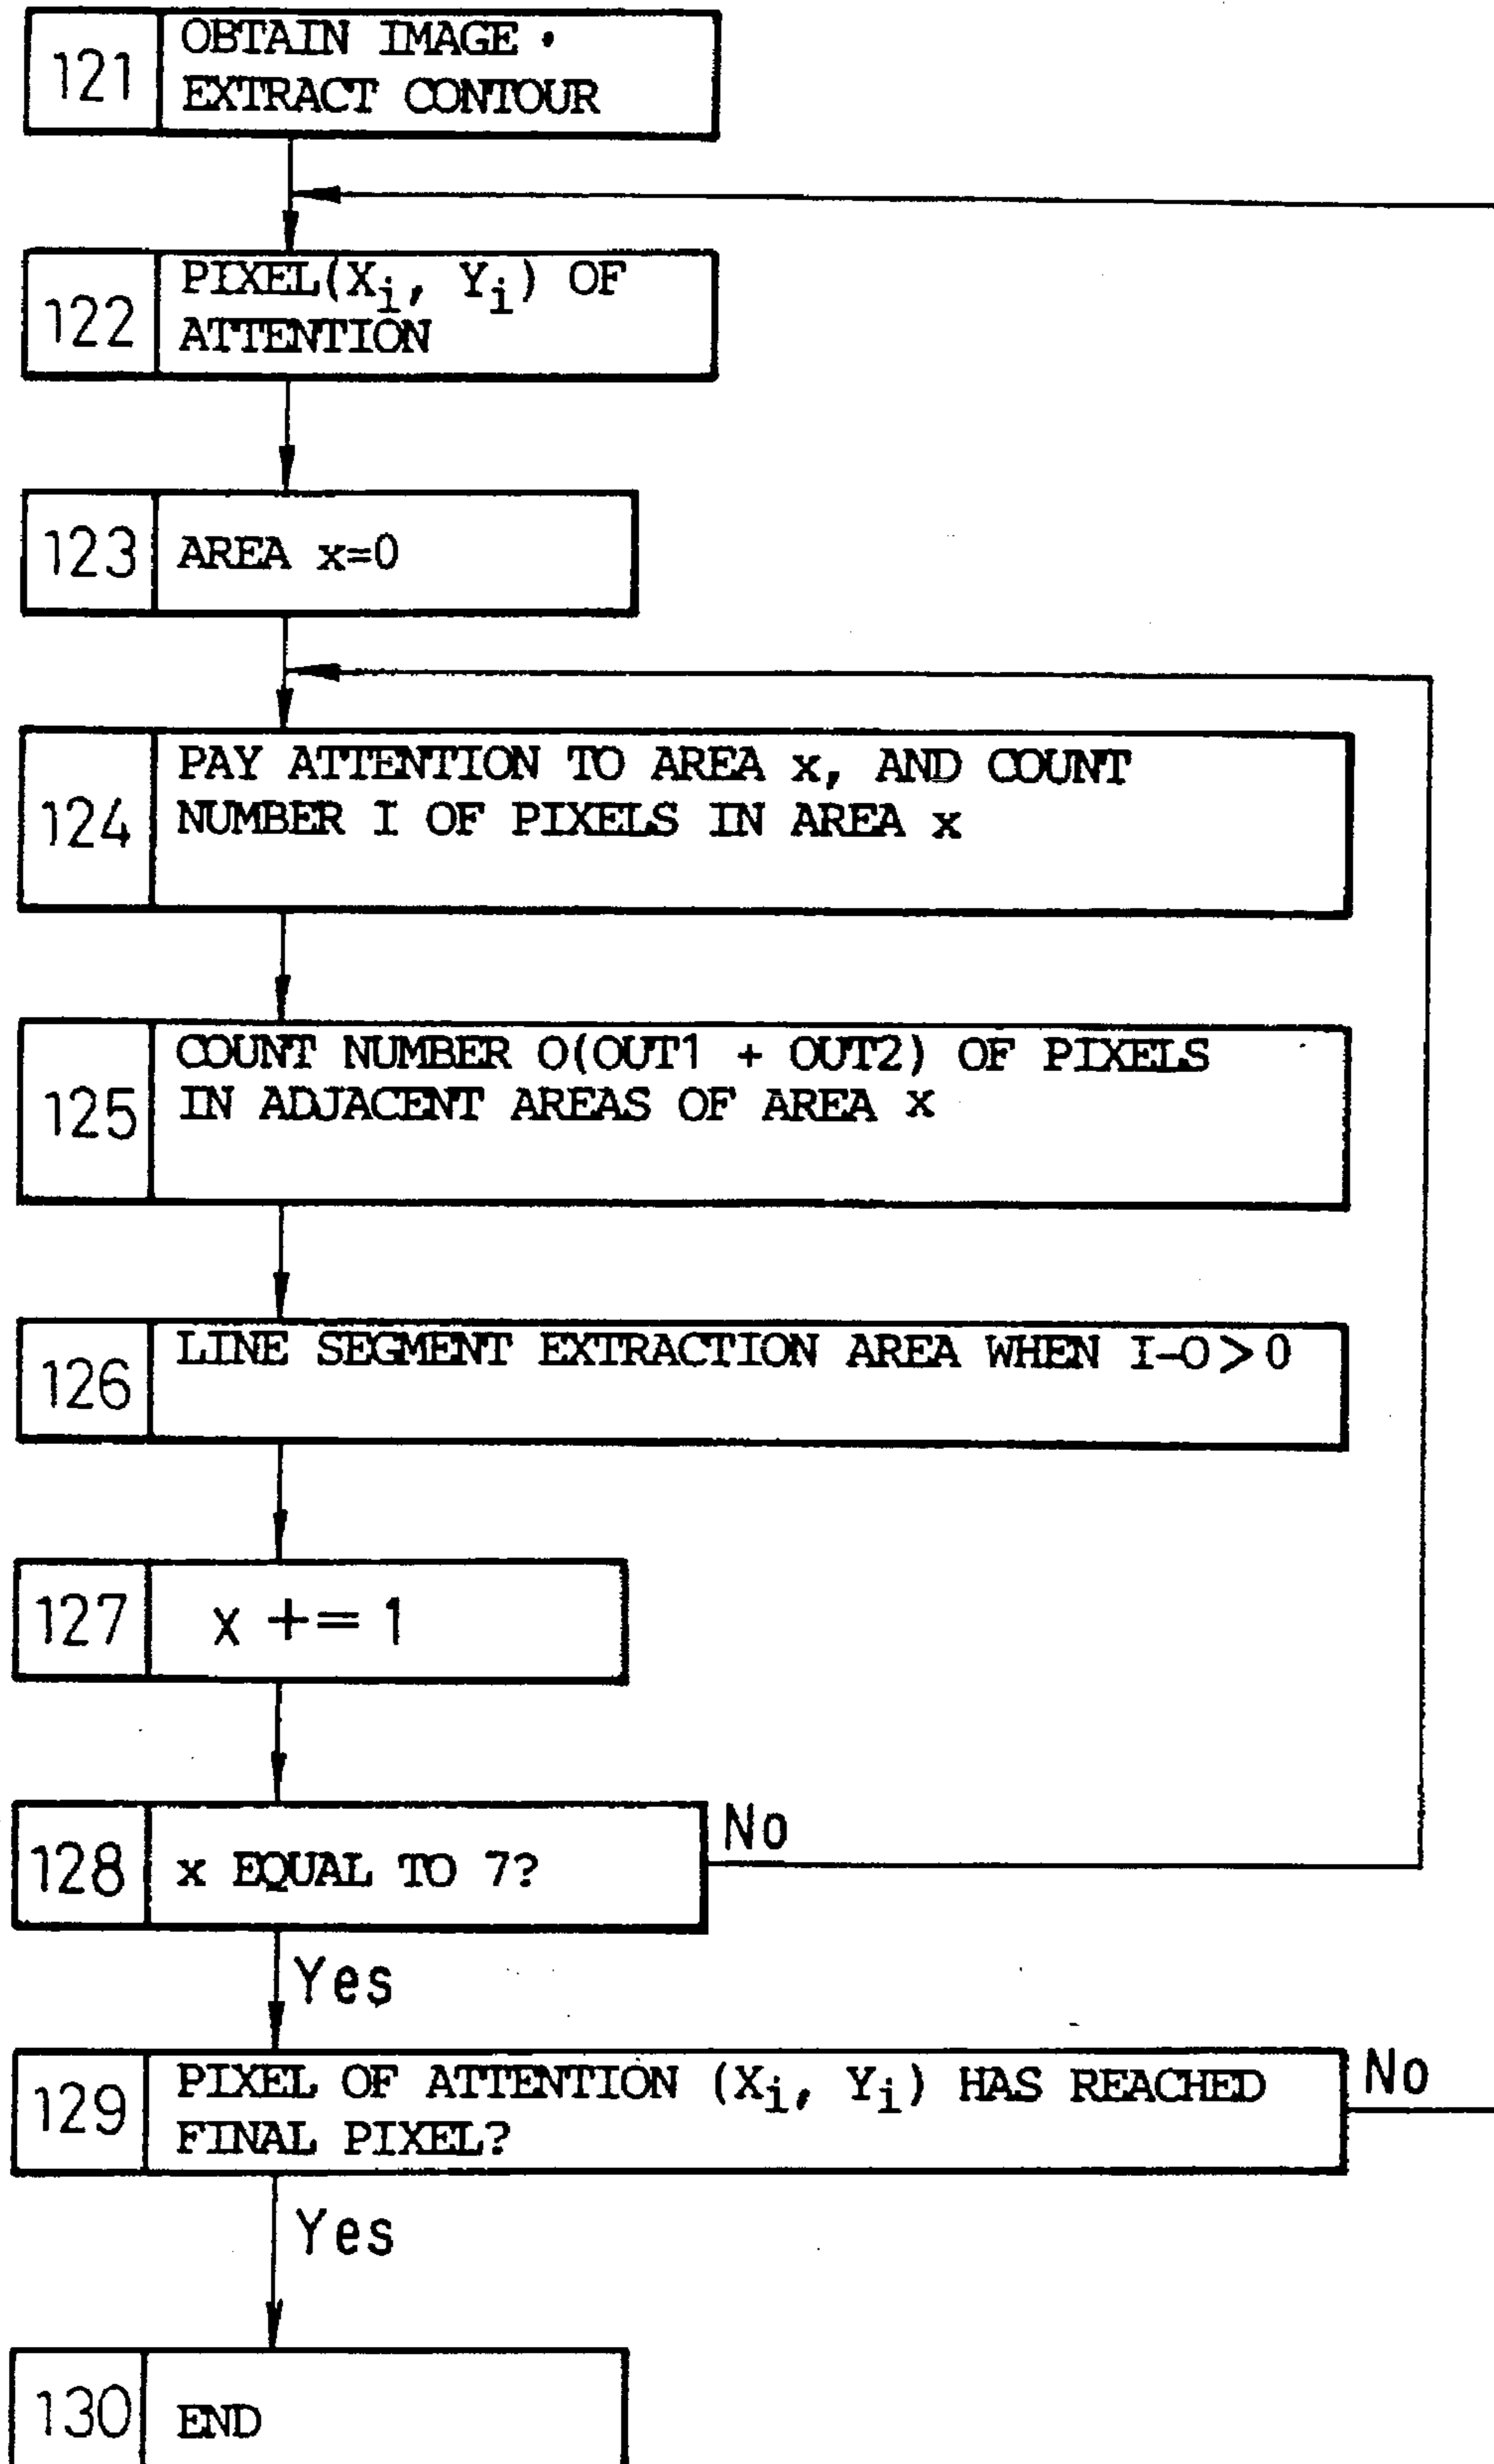 121
OBTAIN IMAGE ·
EXTRACT CONTOUR
122
PIXEL(Xi, Yi) OF
ATTENTION
123
AREA x=0
124
PAY ATTENTION TO AREA x, AND COUNT
NUMBER I OF PIXELS IN AREA x
125
COUNT NUMBER O(OUT1 + OUT2) OF PIXELS
IN ADJACENT AREAS OF AREA x
126
LINE SEGMENT EXTRACTION AREA WHEN I-O>0
127
x += 1
128
x EQUAL TO 7?
No
Yes
129
PIXEL OF ATTENTION (Xi, Yi) HAS REACHED
FINAL PIXEL?
No
Yes
130
END